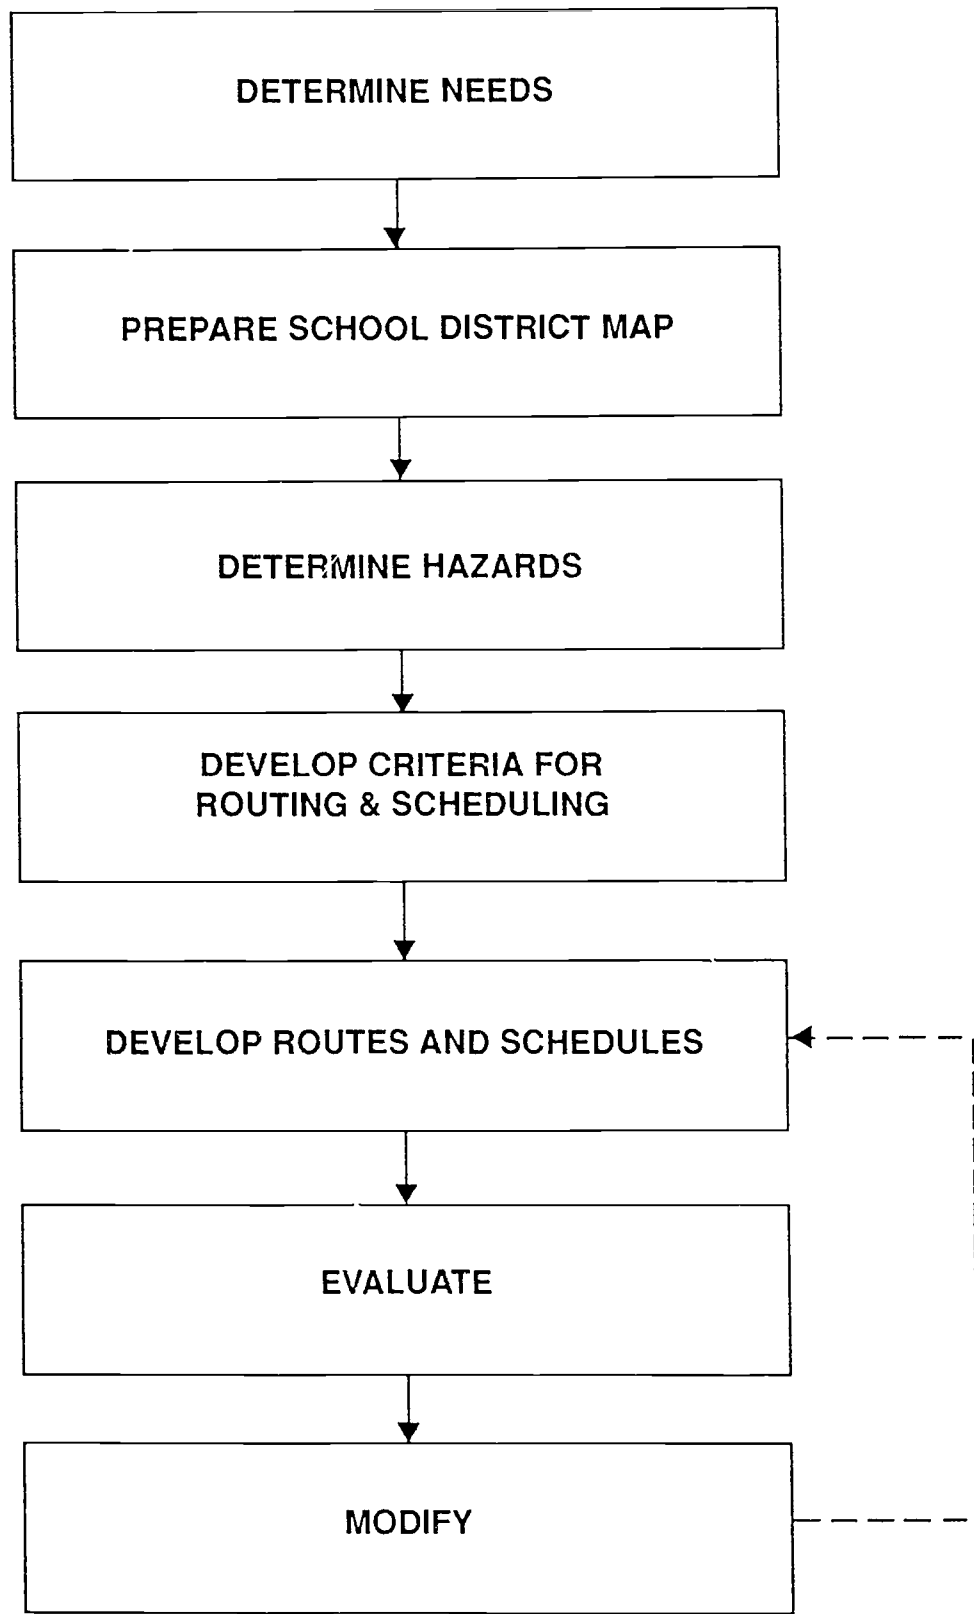 DETERMINE NEEDS
PREPARE SCHOOL DISTRICT MAP
DETERMINE HAZARDS
DEVELOP CRITERIA FOR
ROUTING & SCHEDULING
DEVELOP ROUTES AND SCHEDULES
EVALUATE
MODIFY